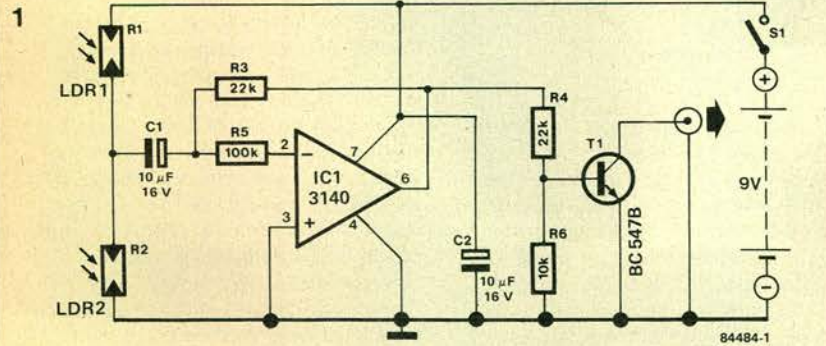 1
R1
LDR1
C1
10 µF
16 V
R3
22k
R5
100k
2
3
7
6
4
IC1
3140
R2
LDR2
C2
10 µF
16 V
R4
22k
R6
10k
T1
BC 547B
S1
9V
84484-1